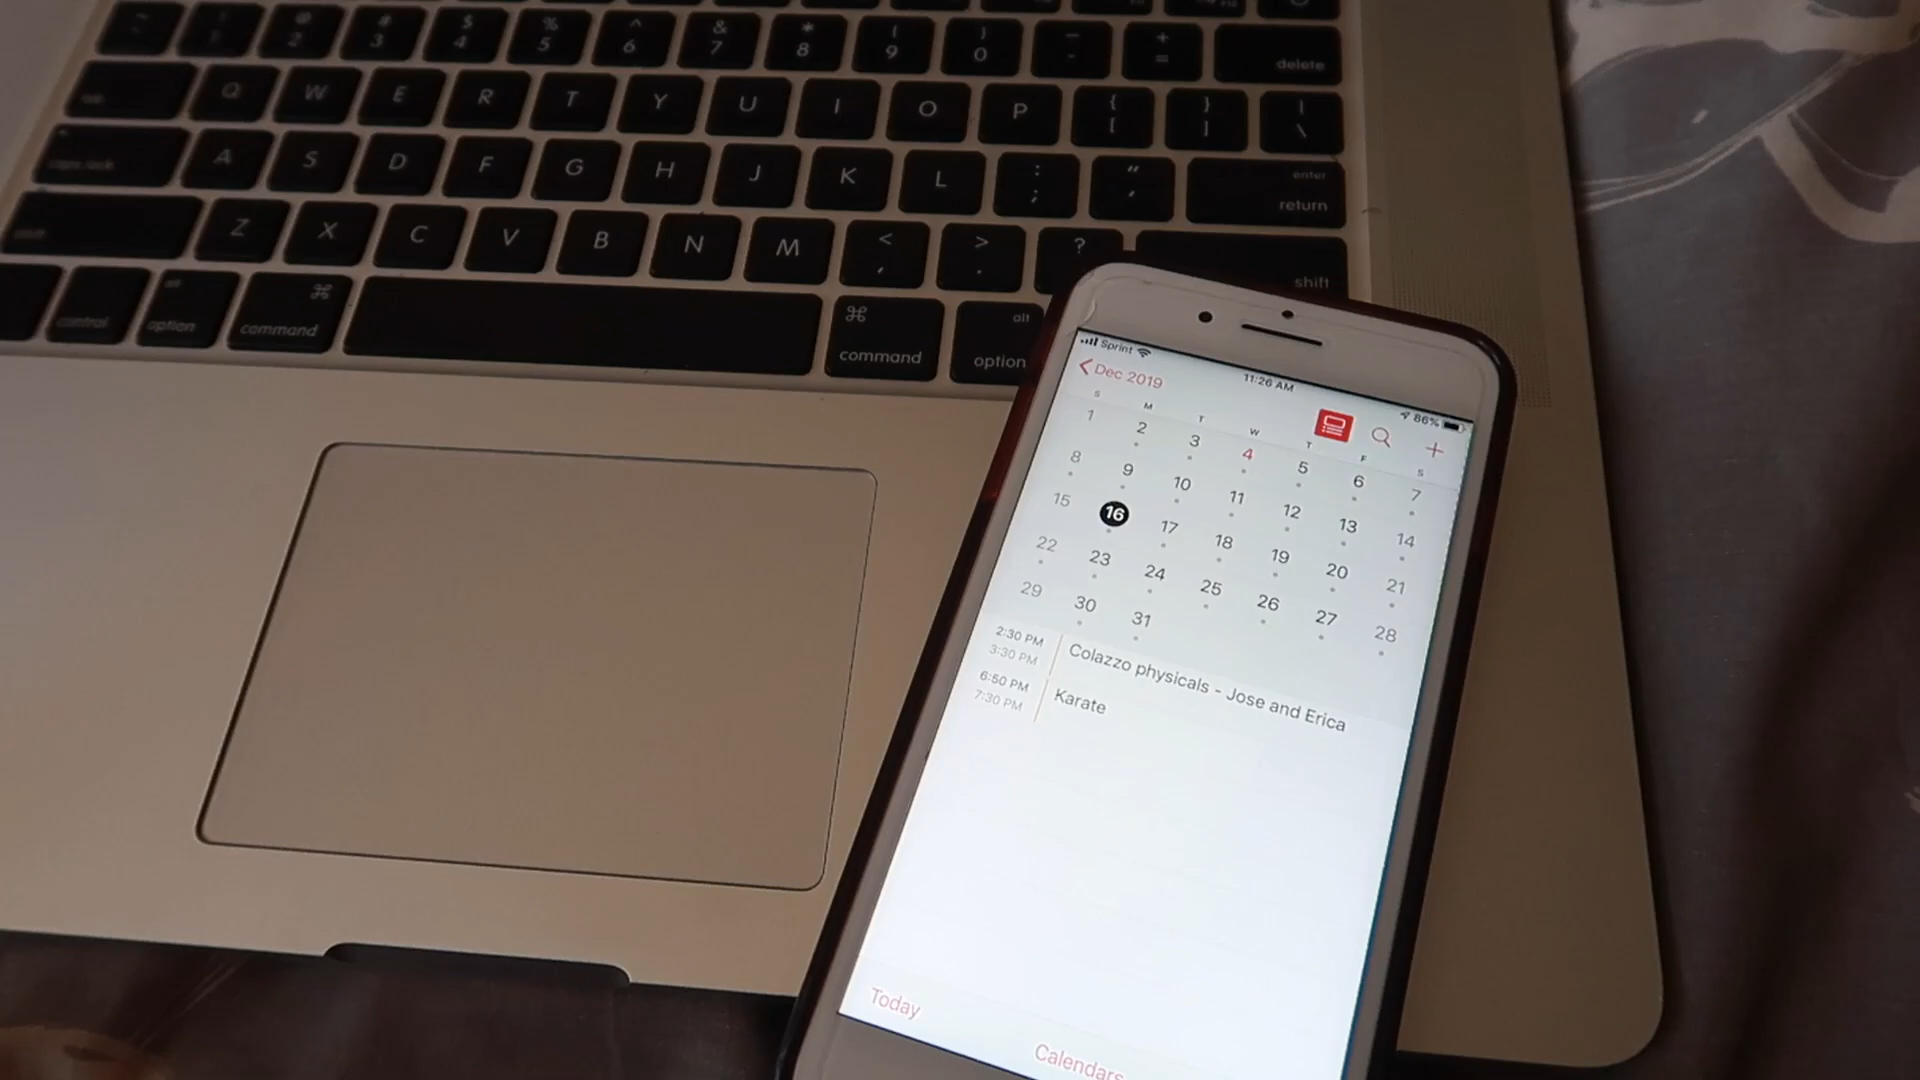 ~ ! @ # $ % ^ & * ( ) _ +
2 3 4 5 6 7 8 9 0 - = delete
Q W E R T Y U I O P { [ } ] | \
caps lock A S D F G H J K L : ; " ' enter return
Z X C V B N M < , > . ? shift
control alt option ⌘ command ⌘ command alt option
Sprint 11:26 AM 86%
Dec 2019
S M T W T F S
1 2 3 4 5 6 7
8 9 10 11 12 13 14
15 16 17 18 19 20 21
22 23 24 25 26 27 28
29 30 31
2:30 PM Colazzo physicals - Jose and Erica
3:30 PM
6:50 PM Karate
7:30 PM
Today Calendars